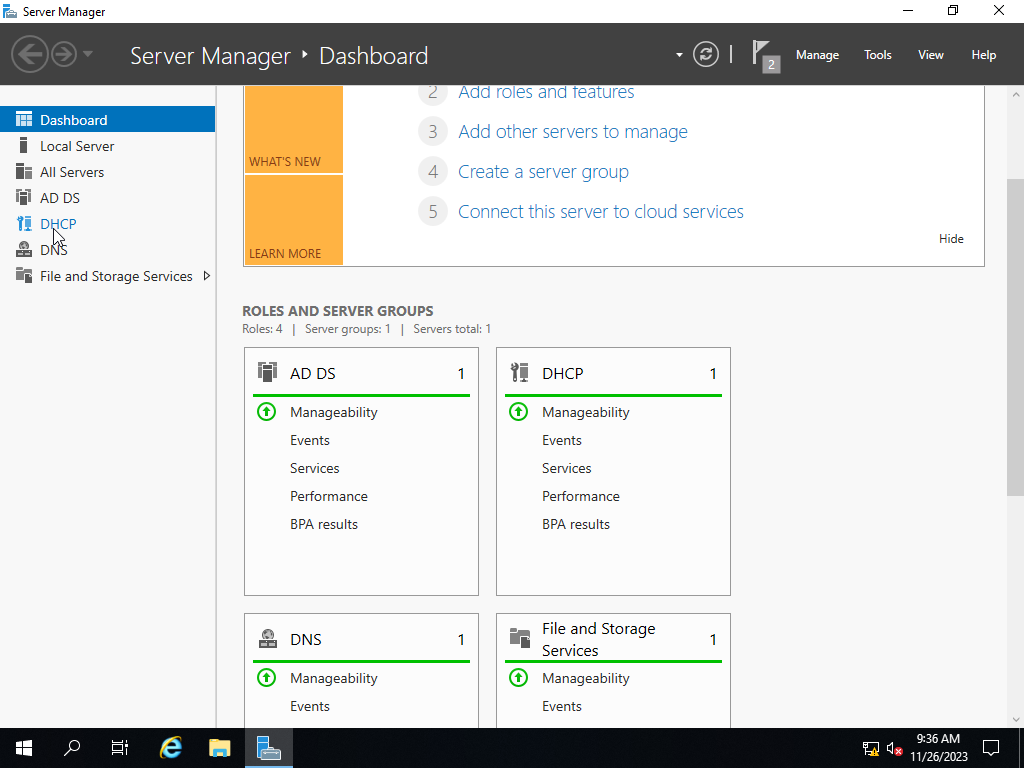 Server Manager
Server Manager ‣ Dashboard
2
Manage
Tools
View
Help
Dashboard
Local Server
All Servers
AD DS
DHCP
DNS
File and Storage Services
WHAT'S NEW
LEARN MORE
2 Add roles and features
3 Add other servers to manage
4 Create a server group
5 Connect this server to cloud services
Hide
ROLES AND SERVER GROUPS
Roles: 4 | Server groups: 1 | Servers total: 1
AD DS 1
Manageability
Events
Services
Performance
BPA results
DHCP 1
Manageability
Events
Services
Performance
BPA results
DNS 1
Manageability
Events
File and Storage
Services 1
Manageability
Events
9:36 AM
11/26/2023